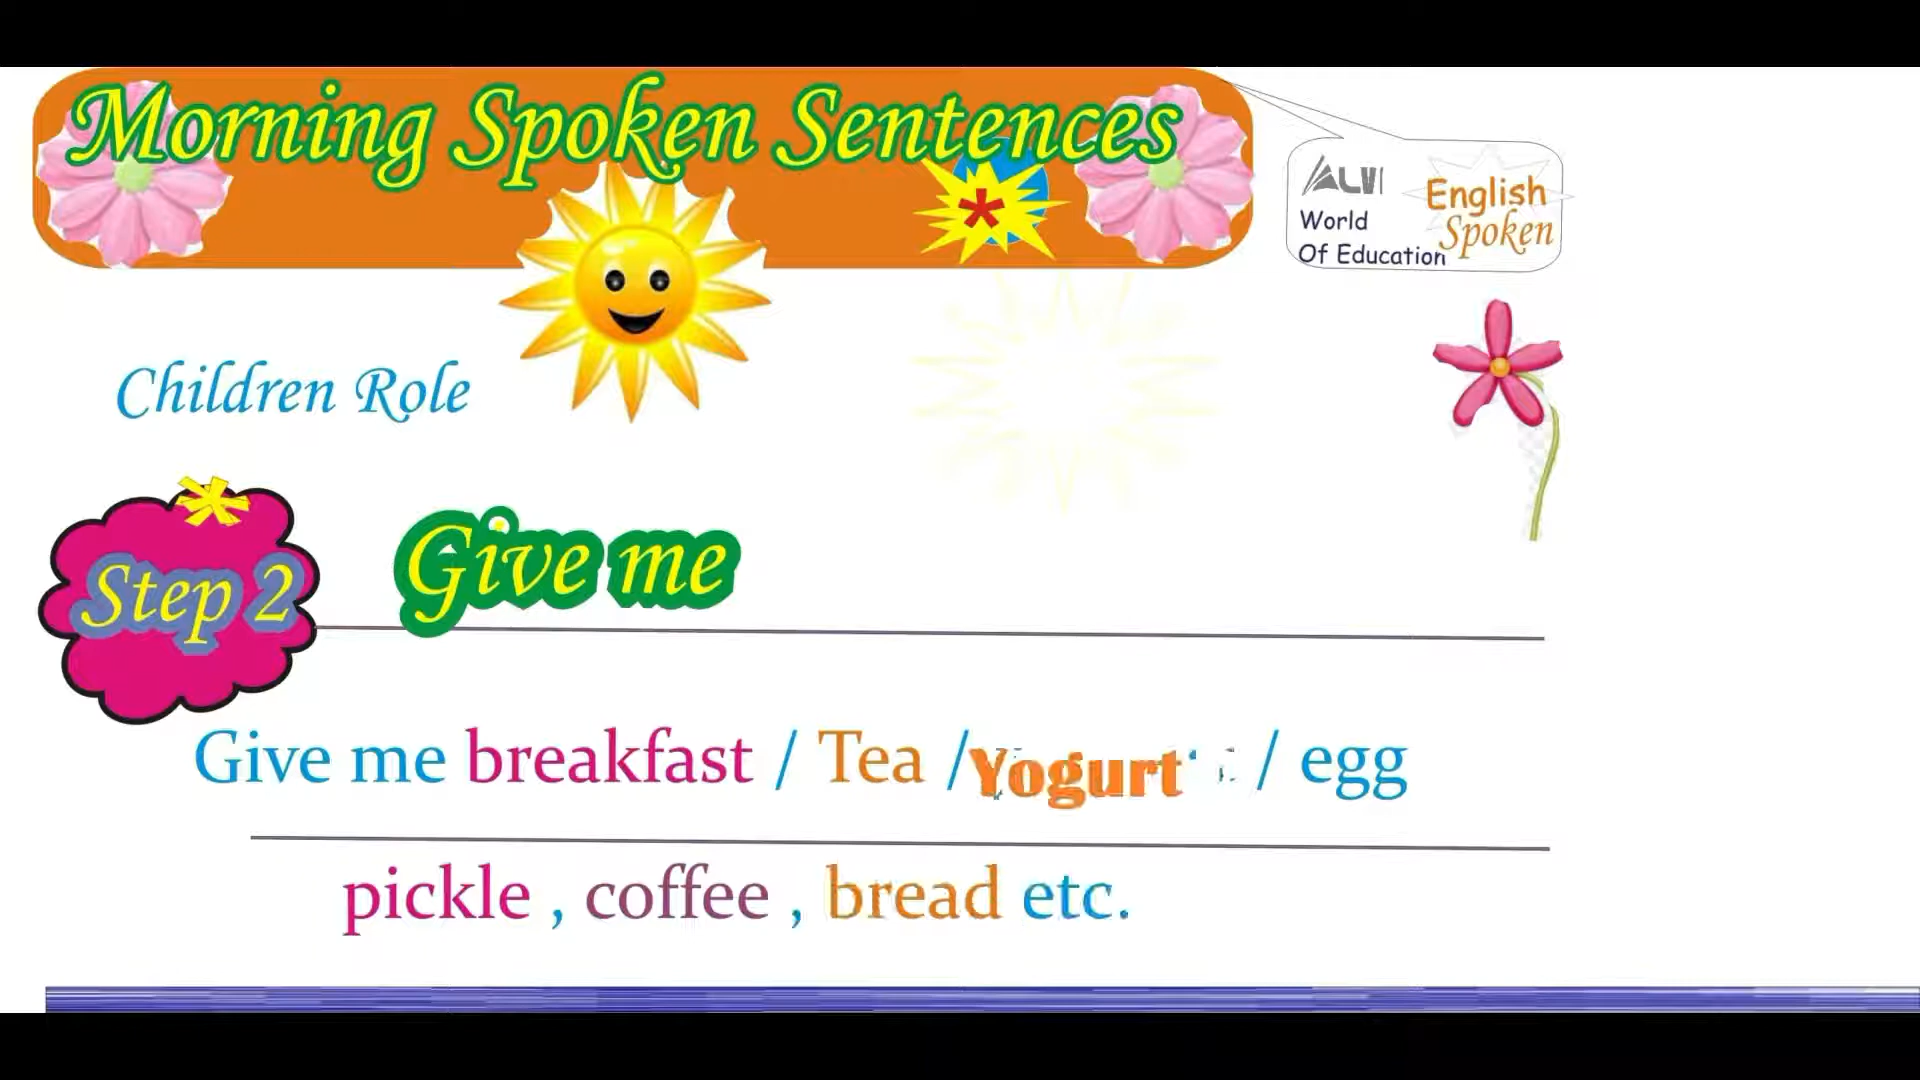 Morning Spoken Sentences
ALVI
World
Of Education
English
Spoken
Children Role
Step 2
Give me
Give me breakfast / Tea / Yogurt / egg
pickle , coffee , bread etc.